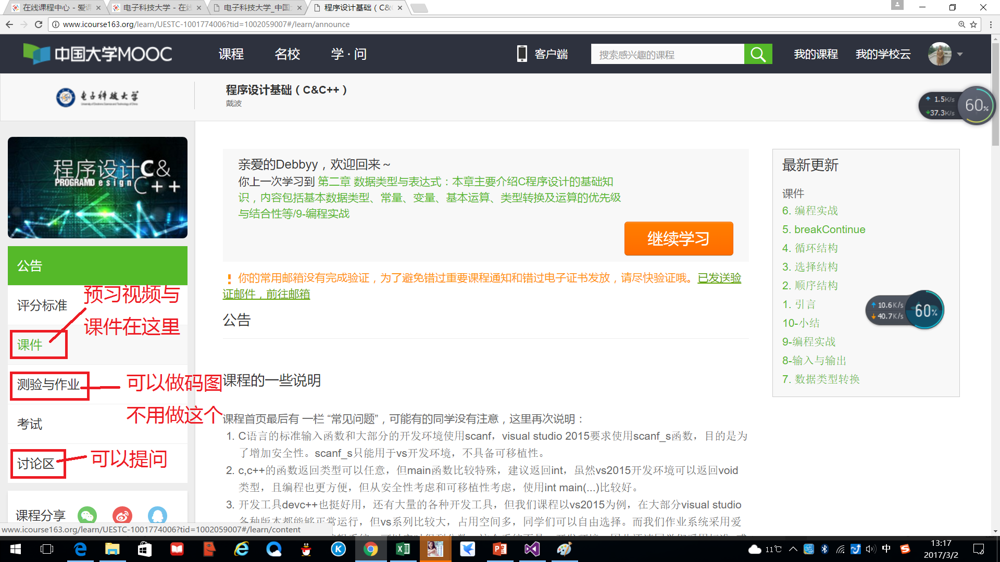 在线课程中心 - 爱课
电子科技大学 - 在线
电子科技大学_中国大
程序设计基础（C&C
www.icourse163.org/learn/UESTC-1001774006?tid=1002059007#/learn/announce
中国大学MOOC
课程
名校
学·问
客户端
搜索感兴趣的课程
我的课程
我的学校云
电子科技大学
University of Electronic Science and Technology of China
程序设计基础（C&C++）
戴波
1.5K/s
37.3K/s
60%
程序设计C&
PROGRAMDesign C++
亲爱的Debbyy，欢迎回来～
你上一次学习到 第二章 数据类型与表达式：本章主要介绍C程序设计的基础知
识，内容包括基本数据类型、常量、变量、基本运算、类型转换及运算的优先级
与结合性等/9-编程实战
继续学习
! 你的常用邮箱没有完成验证，为了避免错过重要课程通知和错过电子证书发放，请尽快验证哦。已发送验
证邮件，前往邮箱
公告
评分标准
预习视频与
课件在这里
课件
测验与作业
可以做码图
不用做这个
考试
讨论区
可以提问
课程分享
公告
课程的一些说明
课程首页最后有 一栏 “常见问题”，可能有的同学没有注意，这里再次说明：
1. C语言的标准输入函数和大部分的开发环境使用scanf，visual studio 2015要求使用scanf_s函数，目的是为
了增加安全性。scanf_s只能用于vs开发环境，不具备可移植性。
2. c,c++的函数返回类型可以任意，但main函数比较特殊，建议返回int，虽然vs2015开发环境可以返回void
类型，且编程也更方便，但从安全性考虑和可移植性考虑，使用int main(...)比较好。
3. 开发工具devc++也挺好用，还有大量的各种开发工具，但我们课程以vs2015为例，在大部分visual studio
各种版本都能够正常运行，但vs系列比较大，占用空间多，同学们可以自由选择。而我们作业系统采用爱
最新更新
课件
6. 编程实战
5. breakContinue
4. 循环结构
3. 选择结构
2. 顺序结构
1. 引言
10-小结
9-编程实战
8-输入与输出
7. 数据类型转换
10.6K/s
40.7K/s
60%
www.icourse163.org/learn/UESTC-1001774006?tid=1002059007#/learn/content
11℃
中
13:17
2017/3/2